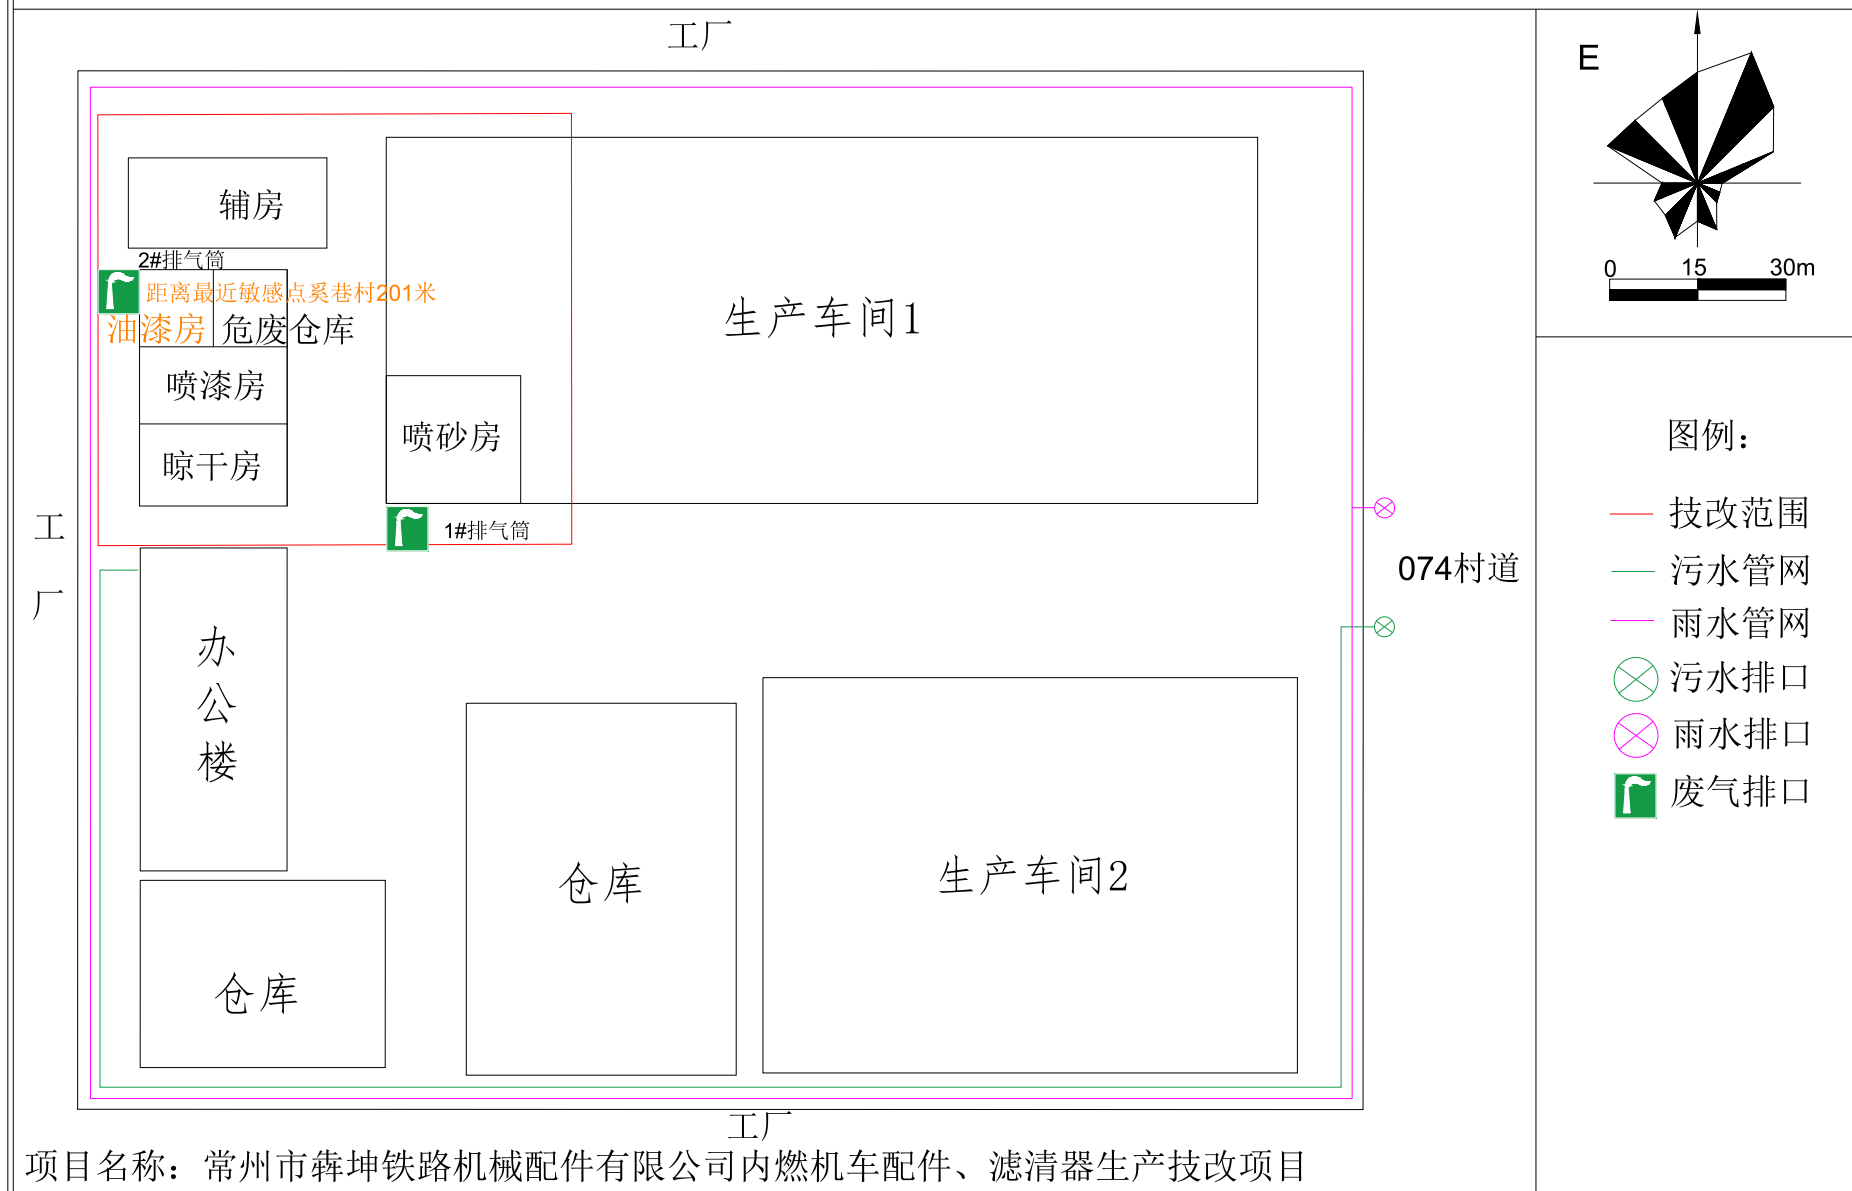 工厂
E
0 15 30m
辅房
2#排气筒
距离最近敏感点奚巷村201米
油漆房
危废仓库
喷漆房
晾干房
生产车间1
喷砂房
1#排气筒
工
厂
074村道
办
公
楼
仓库
仓库
生产车间2
工厂
图例：
技改范围
污水管网
雨水管网
污水排口
雨水排口
废气排口
项目名称：常州市犇坤铁路机械配件有限公司内燃机车配件、滤清器生产技改项目